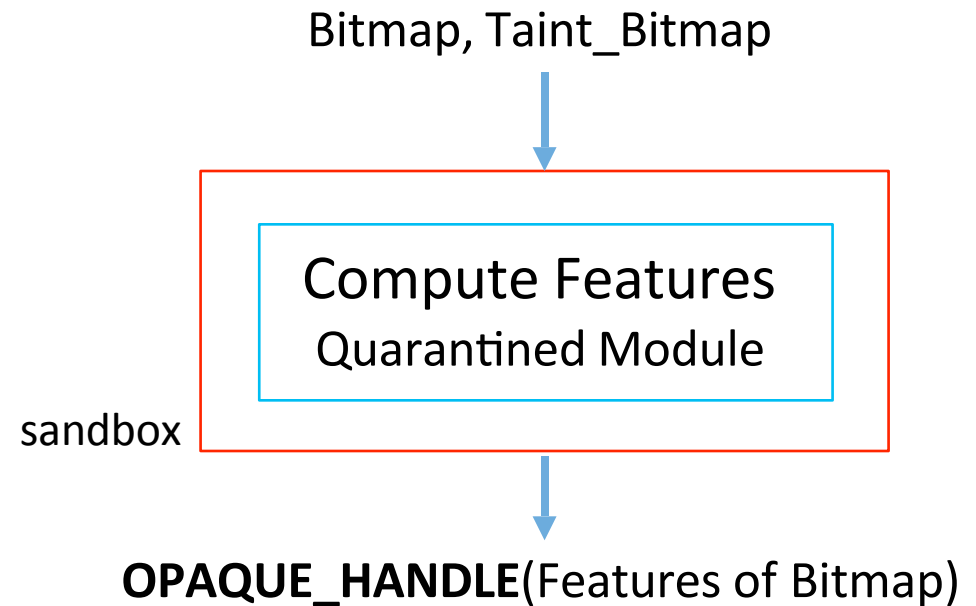 Bitmap, Taint_Bitmap
Compute Features
Quarantined Module
sandbox
OPAQUE_HANDLE(Features of Bitmap)